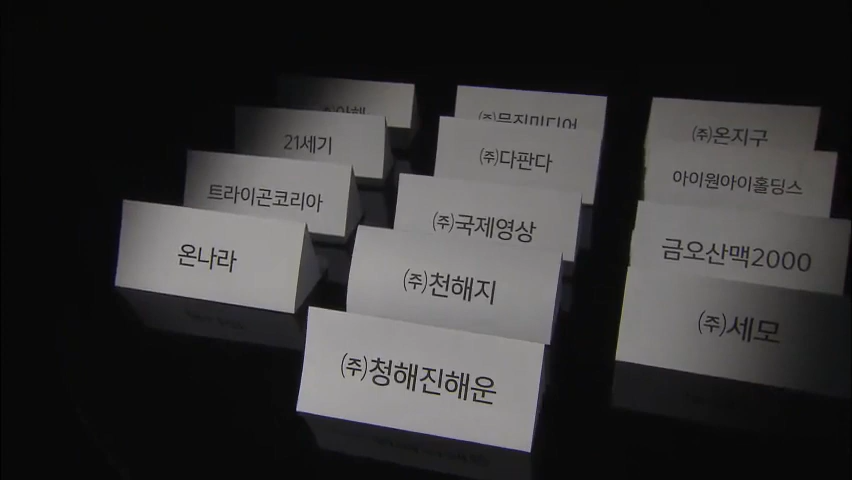 21세기
트라이곤코리아
온나라
㈜다판다
㈜국제영상
㈜천해지
㈜청해진해운
㈜온지구
아이원아이홀딩스
금오산맥2000
㈜세모